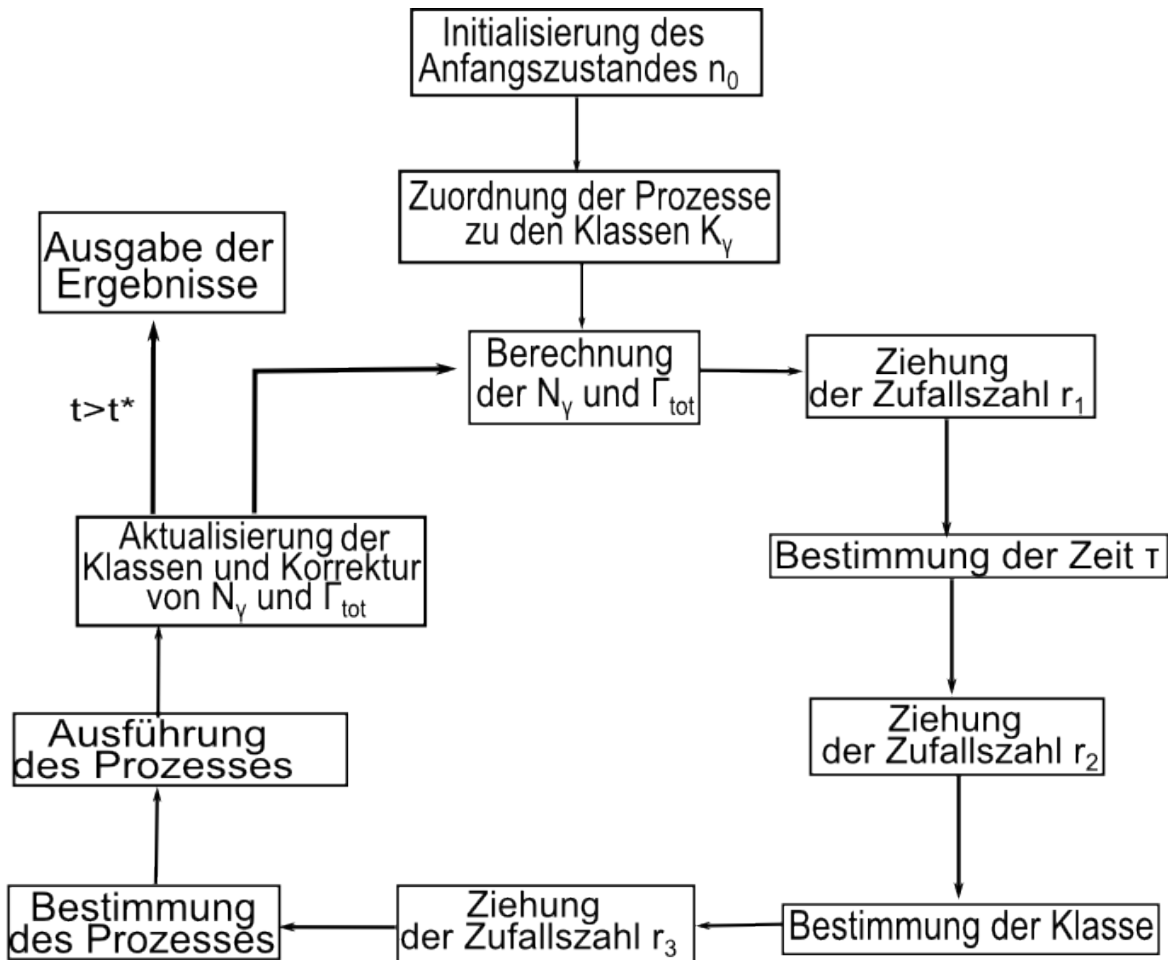 Initialisierung des
Anfangszustandes n₀
Zuordnung der Prozesse
zu den Klassen Kᵧ
Ausgabe der
Ergebnisse
Berechnung
der Nᵧ und Γ_tot
Ziehung
der Zufallszahl r₁
t>t*
Aktualisierung der
Klassen und Korrektur
von Nᵧ und Γ_tot
Bestimmung der Zeit τ
Ziehung
der Zufallszahl r₂
Ausführung
des Prozesses
Bestimmung
des Prozesses
Ziehung
der Zufallszahl r₃
Bestimmung der Klasse